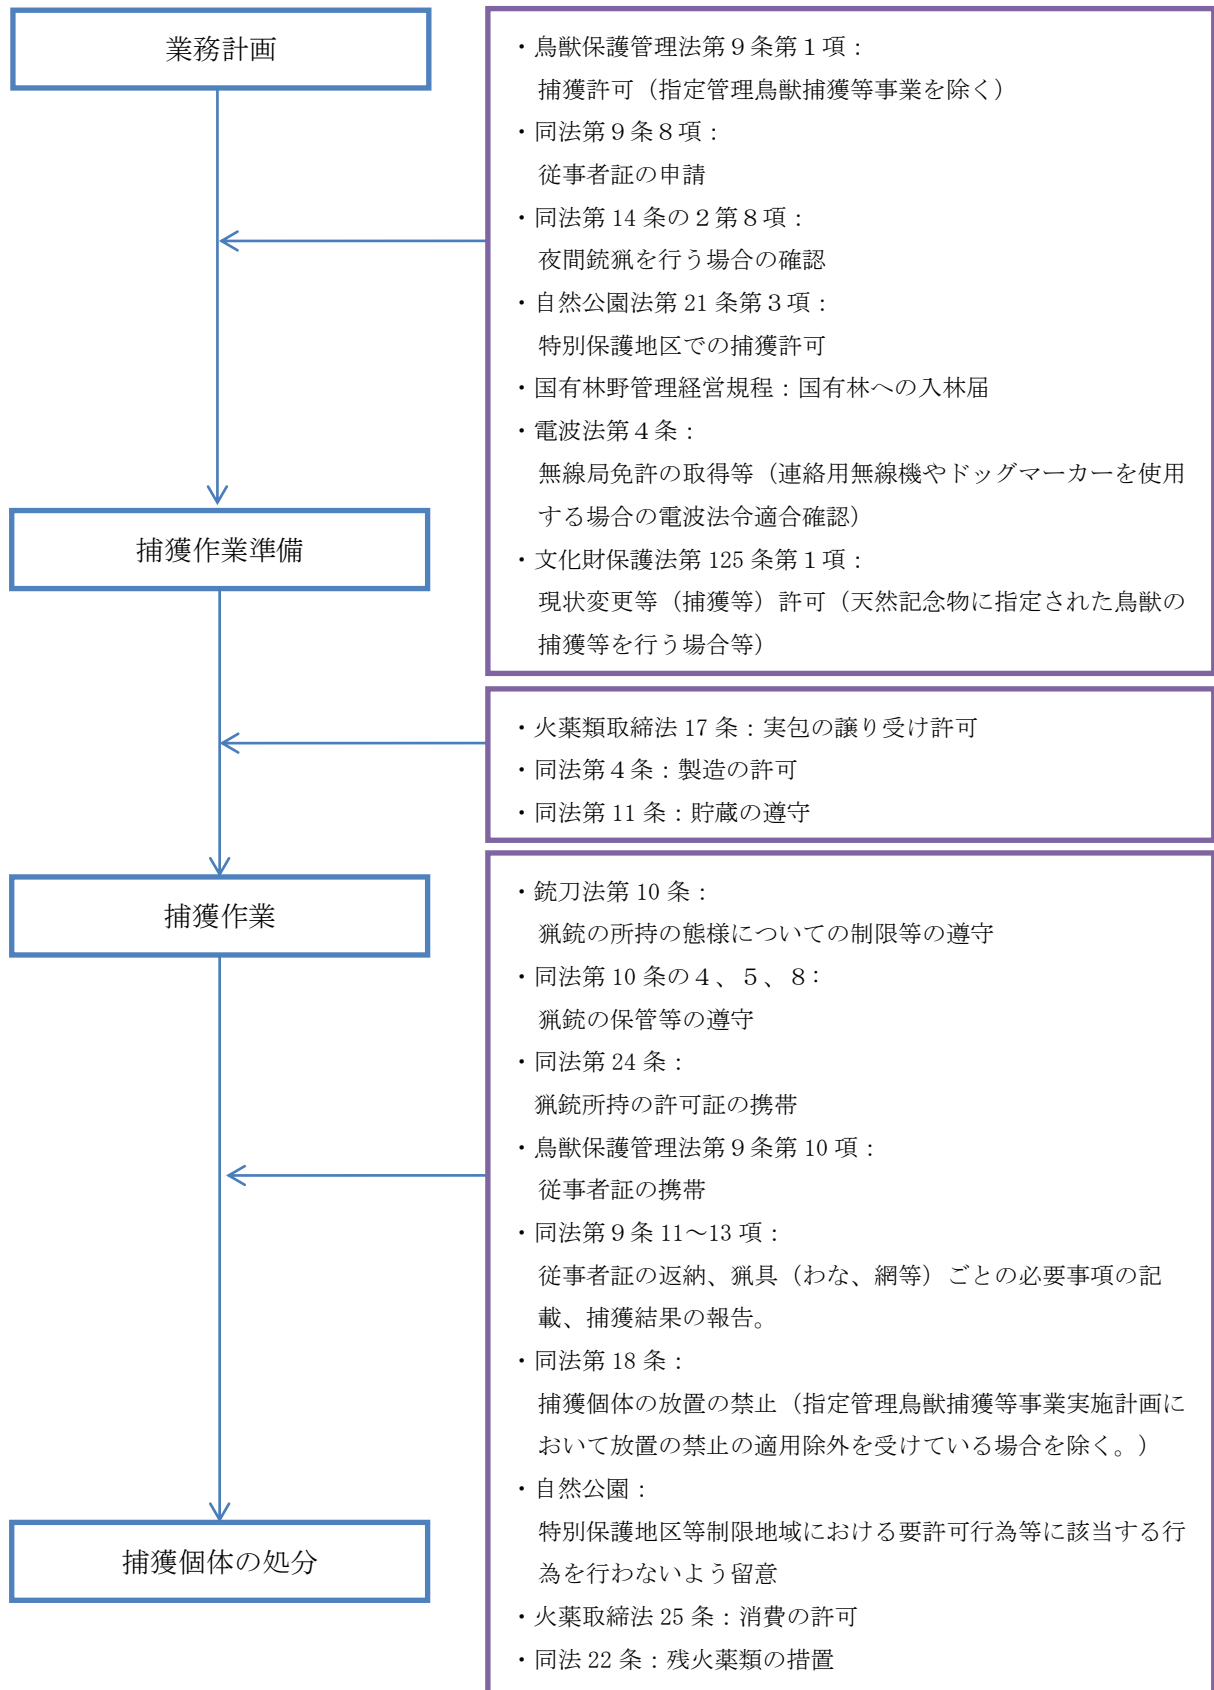 業務計画
・鳥獣保護管理法第９条第１項：
捕獲許可（指定管理鳥獣捕獲等事業を除く）
・同法第９条８項：
従事者証の申請
・同法第 14 条の２第８項：
夜間銃猟を行う場合の確認
・自然公園法第 21 条第３項：
特別保護地区での捕獲許可
・国有林野管理経営規程：国有林への入林届
・電波法第４条：
無線局免許の取得等（連絡用無線機やドッグマーカーを使用
する場合の電波法令適合確認）
・文化財保護法第 125 条第１項：
現状変更等（捕獲等）許可（天然記念物に指定された鳥獣の
捕獲等を行う場合等）
捕獲作業準備
・火薬類取締法 17 条：実包の譲り受け許可
・同法第４条：製造の許可
・同法第 11 条：貯蔵の遵守
捕獲作業
・銃刀法第 10 条：
猟銃の所持の態様についての制限等の遵守
・同法第 10 条の４、５、８：
猟銃の保管等の遵守
・同法第 24 条：
猟銃所持の許可証の携帯
・鳥獣保護管理法第９条第 10 項：
従事者証の携帯
・同法第９条 11～13 項：
従事者証の返納、猟具（わな、網等）ごとの必要事項の記
載、捕獲結果の報告。
・同法第 18 条：
捕獲個体の放置の禁止（指定管理鳥獣捕獲等事業実施計画に
おいて放置の禁止の適用除外を受けている場合を除く。）
・自然公園：
特別保護地区等制限地域における要許可行為等に該当する行
為を行わないよう留意
・火薬取締法 25 条：消費の許可
・同法 22 条：残火薬類の措置
捕獲個体の処分